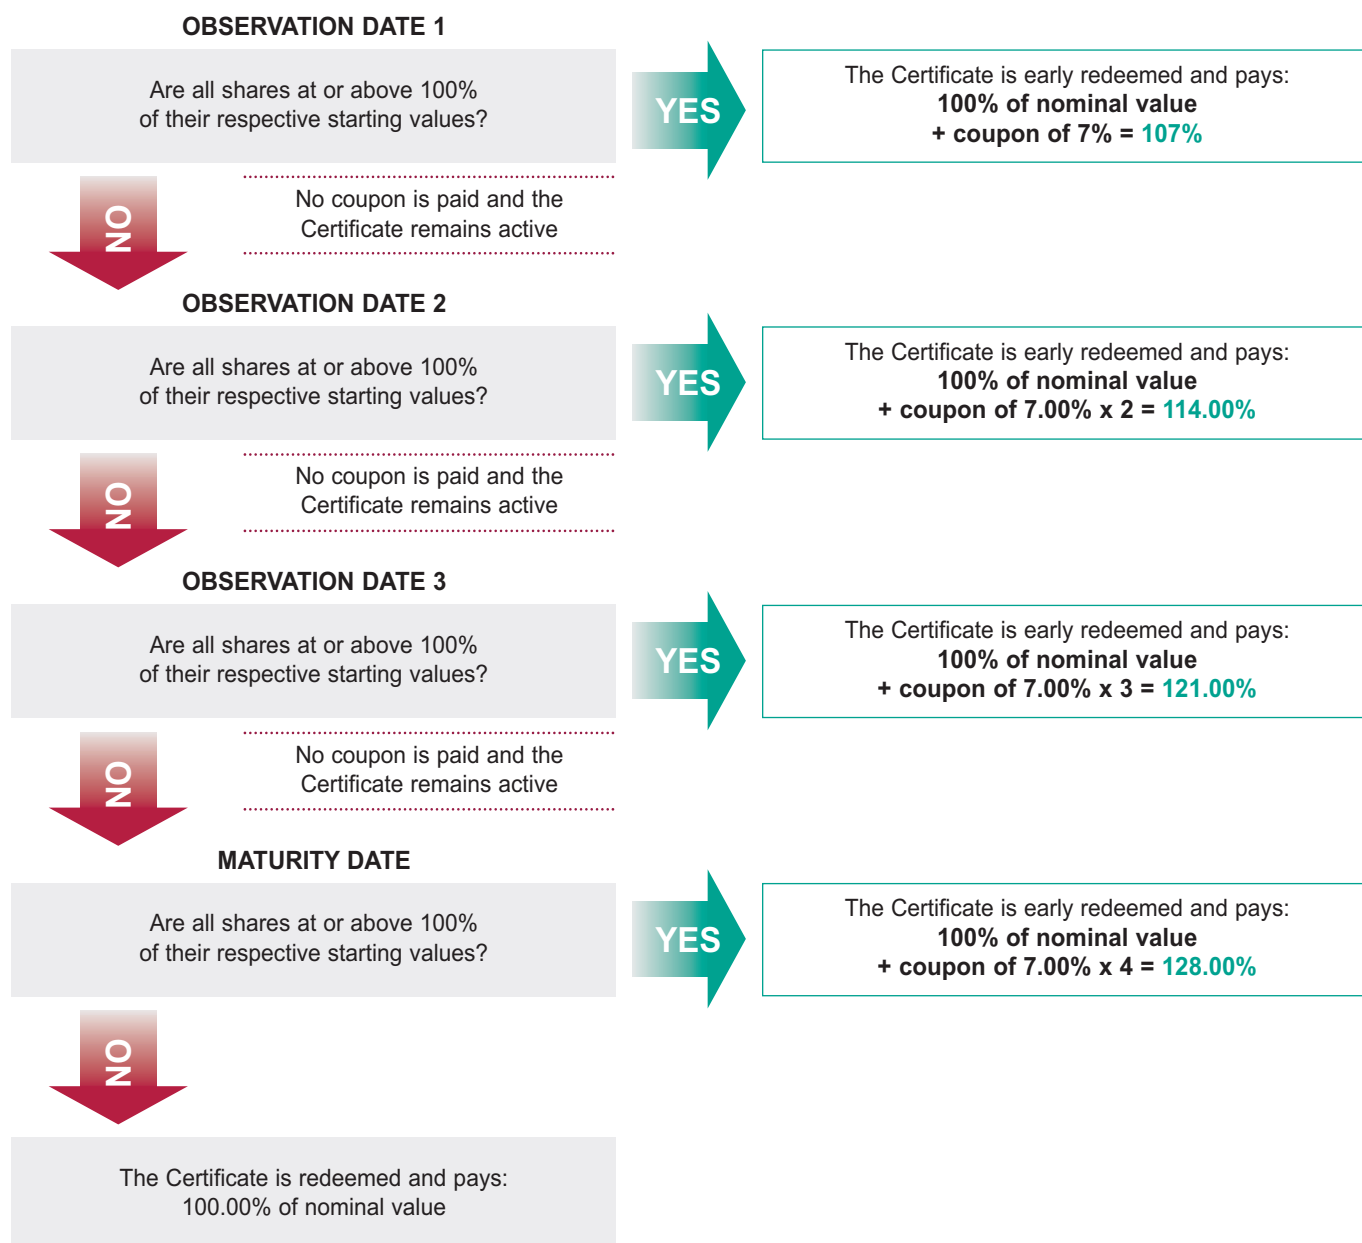 OBSERVATION DATE 1
Are all shares at or above 100%
of their respective starting values?
YES
The Certificate is early redeemed and pays:
100% of nominal value
+ coupon of 7% = 107%
NO
No coupon is paid and the
Certificate remains active
OBSERVATION DATE 2
Are all shares at or above 100%
of their respective starting values?
YES
The Certificate is early redeemed and pays:
100% of nominal value
+ coupon of 7.00% x 2 = 114.00%
NO
No coupon is paid and the
Certificate remains active
OBSERVATION DATE 3
Are all shares at or above 100%
of their respective starting values?
YES
The Certificate is early redeemed and pays:
100% of nominal value
+ coupon of 7.00% x 3 = 121.00%
NO
No coupon is paid and the
Certificate remains active
MATURITY DATE
Are all shares at or above 100%
of their respective starting values?
YES
The Certificate is early redeemed and pays:
100% of nominal value
+ coupon of 7.00% x 4 = 128.00%
NO
The Certificate is redeemed and pays:
100.00% of nominal value